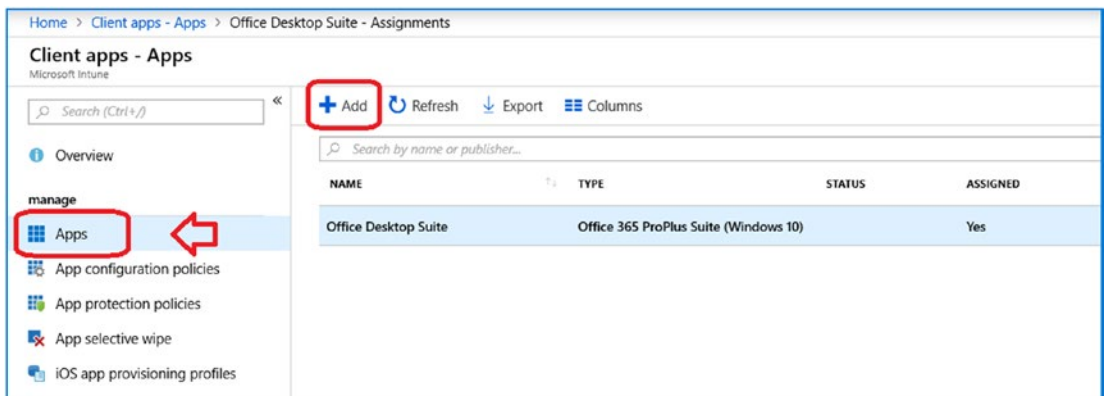 Home > Client apps - Apps > Office Desktop Suite - Assignments
Client apps - Apps
Microsoft Intune
Search (Ctrl+/)
«
Overview
manage
Apps
App configuration policies
App protection policies
App selective wipe
iOS app provisioning profiles
Add Refresh Export Columns
Search by name or publisher...
NAME TYPE STATUS ASSIGNED
Office Desktop Suite Office 365 ProPlus Suite (Windows 10) Yes